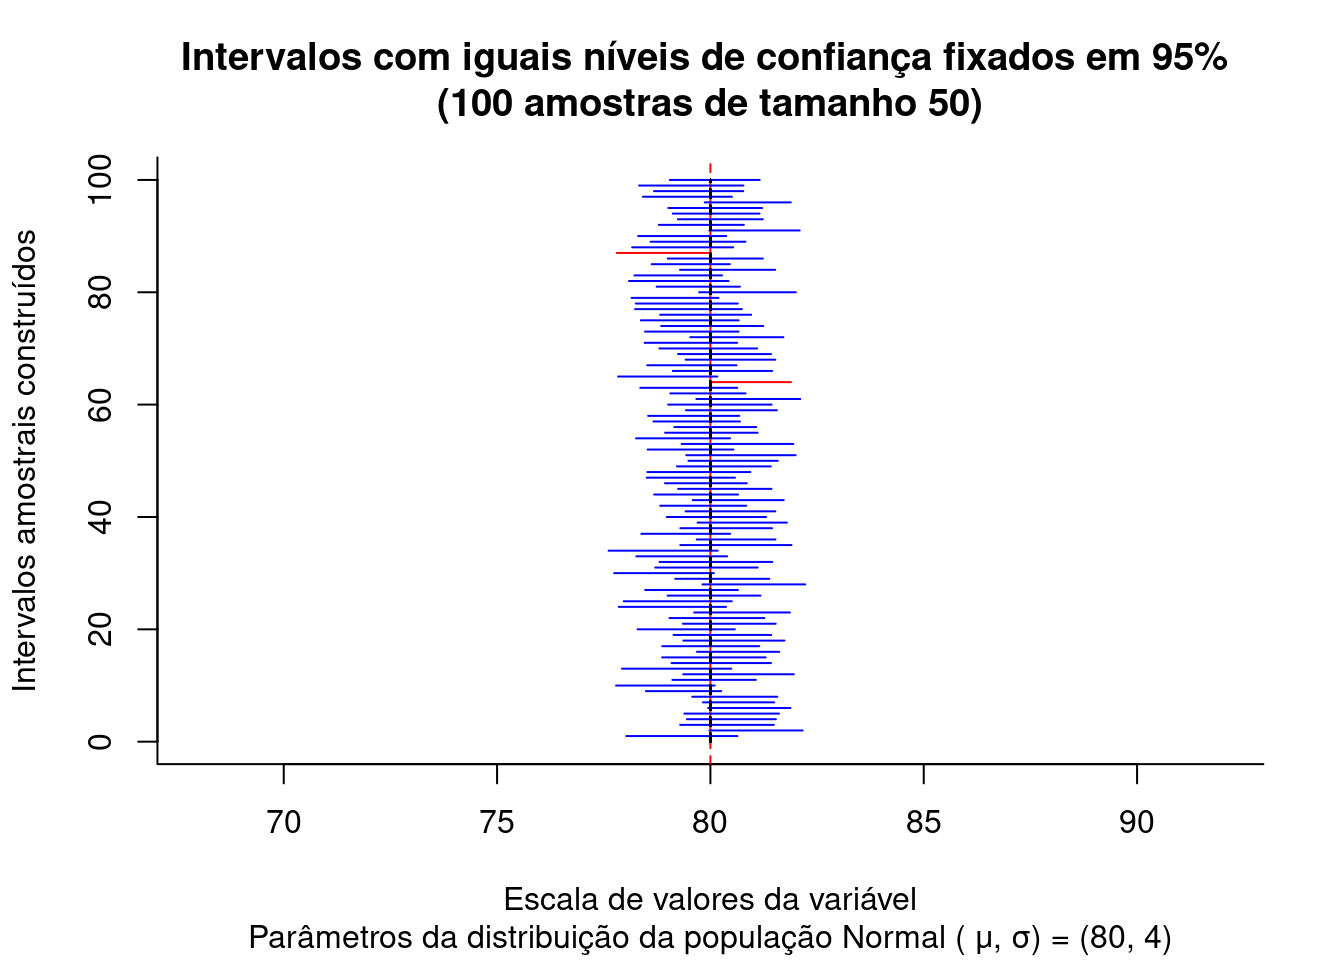 Intervalos com iguais níveis de confiança fixados em 95%
(100 amostras de tamanho 50)
Intervalos amostrais construídos
100
80
60
40
20
0
70 75 80 85 90
Escala de valores da variável
Parâmetros da distribuição da população Normal ( μ, σ) = (80, 4)